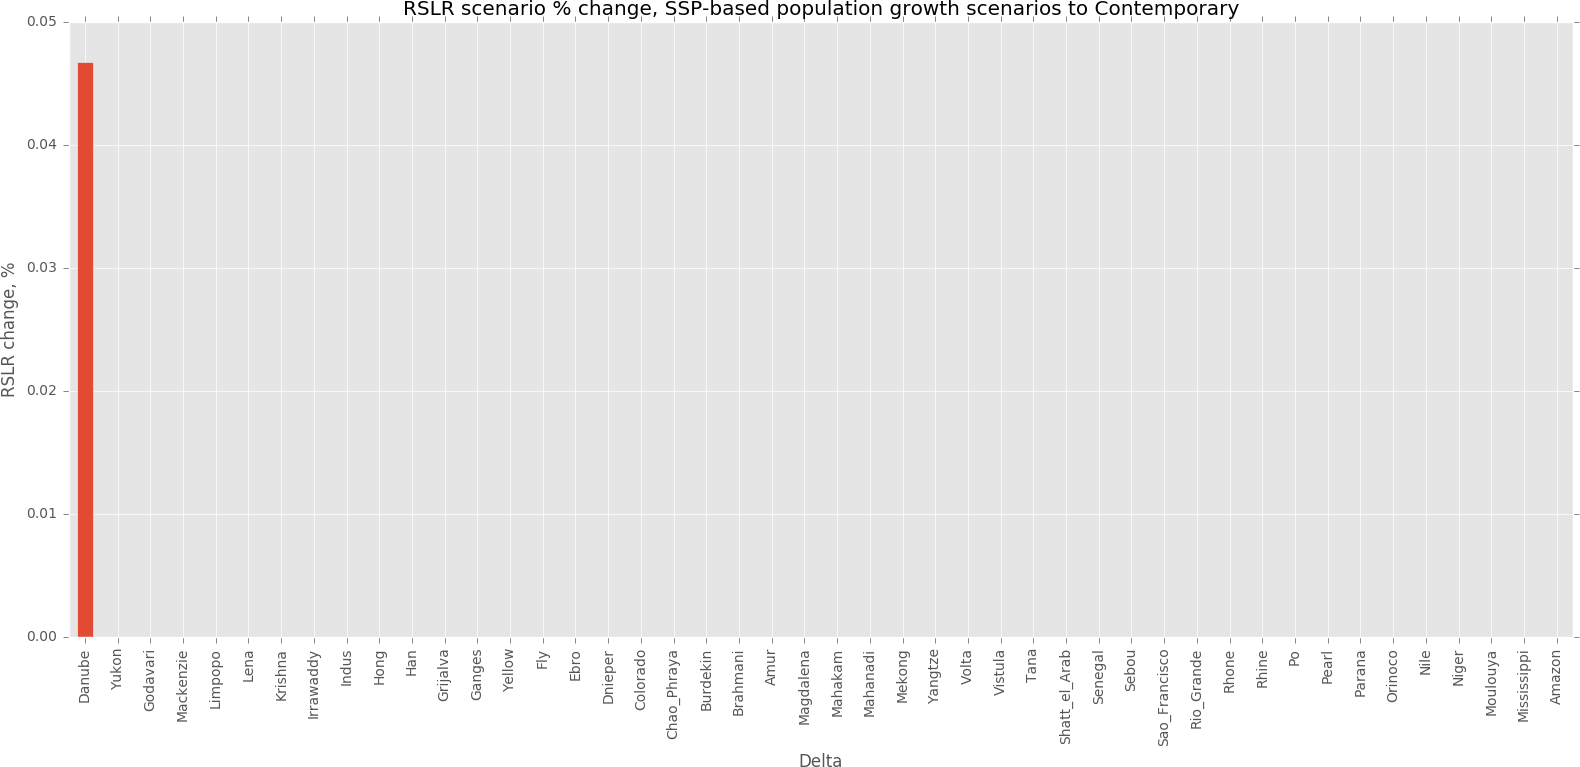 RSLR scenario % change, SSP-based population growth scenarios to Contemporary
0.05
0.04
0.03
0.02
0.01
0.00
RSLR change, %
Danube
Yukon
Godavari
Mackenzie
Limpopo
Lena
Krishna
Irrawaddy
Indus
Hong
Han
Grijalva
Ganges
Yellow
Fly
Ebro
Dnieper
Colorado
Chao_Phraya
Burdekin
Brahmani
Amur
Magdalena
Mahakam
Mahanadi
Mekong
Yangtze
Volta
Vistula
Tana
Shatt_el_Arab
Senegal
Sebou
Sao_Francisco
Rio_Grande
Rhone
Rhine
Po
Pearl
Parana
Orinoco
Nile
Niger
Moulouya
Mississippi
Amazon
Delta